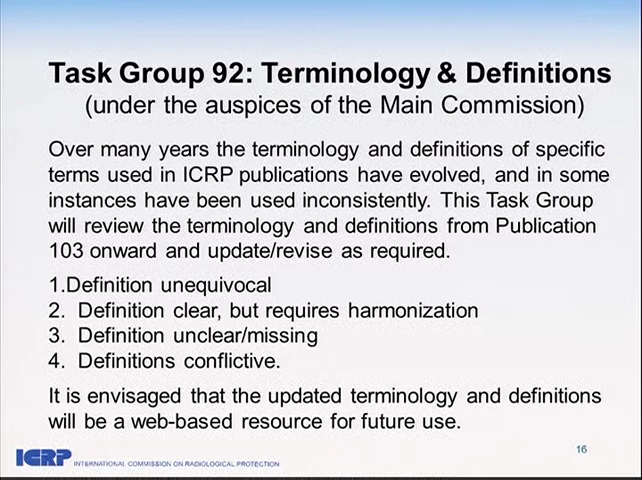 Task Group 92: Terminology & Definitions
(under the auspices of the Main Commission)
Over many years the terminology and definitions of specific
terms used in ICRP publications have evolved, and in some
instances have been used inconsistently. This Task Group
will review the terminology and definitions from Publication
103 onward and update/revise as required.
1.Definition unequivocal
2. Definition clear, but requires harmonization
3. Definition unclear/missing
4. Definitions conflictive.
It is envisaged that the updated terminology and definitions
will be a web-based resource for future use.
16
ICRP INTERNATIONAL COMMISSION ON RADIOLOGICAL PROTECTION